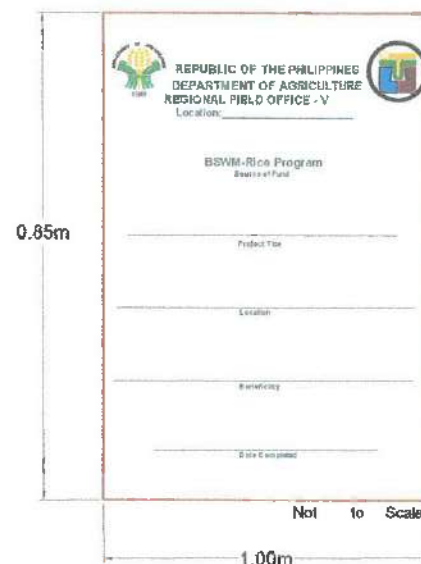 REPUBLIC OF THE PHILIPPINES
DEPARTMENT OF AGRICULTURE
REGIONAL FIELD OFFICE - V
Location:
BSWM-Rice Program
Source of Fund
0.85m
Project Title
Location
Beneficiary
Date Completed
Not to Scale
1.00m